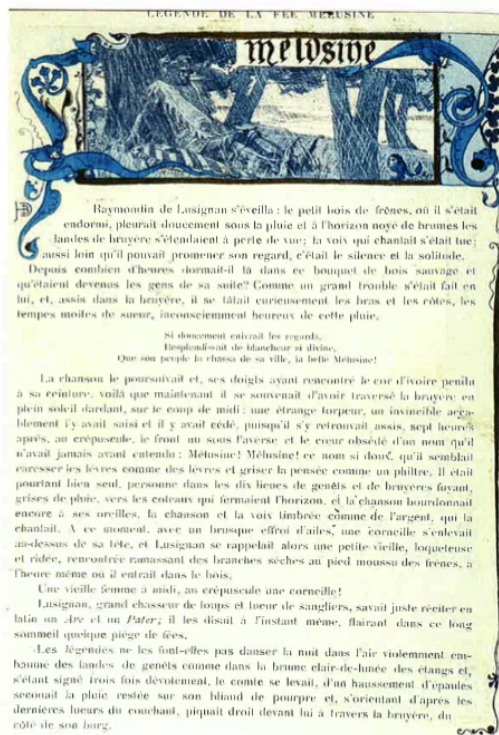 LÉGENDE DE LA FÉE MÉLUSINE
mélusine
Raymondin de Lusignan s'éveilla : le petit bois de frênes, où il s'était
endormi, pleurait doucement sous la pluie et à l'horizon noyé de brumes les
landes de bruyère s'étendaient à perte de vue; la voix qui chantait s'était tue;
aussi loin qu'il pouvait promener son regard, c'était le silence et la solitude.
Depuis combien d'heures dormait-il là dans ce bouquet de bois sauvage et
qu'étaient devenus les gens de sa suite? Comme un grand trouble s'était fait en
lui, et, assis dans la bruyère, il se tâtait curieusement les bras et les côtes, les
tempes moites de sueur, inconsciemment heureux de cette pluie.
Si doucement enivrait les regards,
Resplendissait de blancheur si divine,
Que son peuple la chassa de sa ville, la belle Mélusine!
La chanson le poursuivait et, ses doigts ayant rencontré le cor d'ivoire pendu
à sa ceinture, voilà que maintenant il se souvenait d'avoir traversé la bruyère en
plein soleil dardant, sur le coup de midi : une étrange torpeur, un invincible acca-
blement l'y avait saisi et il y avait cédé, puisqu'il s'y retrouvait assis, sept heures
après, au crépuscule, le front nu sous l'averse et le cœur obsédé d'un nom qu'il
n'avait jamais avant entendu : Mélusine! Mélusine! ce nom si doux, qu'il semblait
caresser les lèvres comme des lèvres et griser la pensée comme un philtre. Il était
pourtant bien seul, personne dans les dix lieues de genêts et de bruyères fuyant,
grises de pluie, vers les coteaux qui fermaient l'horizon, et la chanson bourdonnait
encore à ses oreilles, la chanson et la voix timbrée comme de l'argent, qui la
chantait. A ce moment, avec un brusque effroi d'ailes, une corneille s'enlevait
au-dessus de sa tête, et Lusignan se rappelait alors une petite vieille, loqueteuse
et ridée, rencontrée ramassant des branches sèches au pied moussu des frênes, à
l'heure même où il entrait dans le bois.
Une vieille femme à midi, au crépuscule une corneille!
Lusignan, grand chasseur de loups et tueur de sangliers, savait juste réciter en
latin un Ave et un Pater; il les disait à l'instant même, flairant dans ce long
sommeil quelque piège de fées.
Les légendes ne les font-elles pas danser la nuit dans l'air violemment em-
baumé des landes de genêts comme dans la brume clair-de-lunée des étangs et,
s'étant signé trois fois dévotement, le comte se levait, d'un haussement d'épaules
secouait la pluie restée sur son bliaud de pourpre et, s'orientant d'après les
dernières lueurs du couchant, piquait droit devant lui à travers la bruyère, du
côté de son burg.